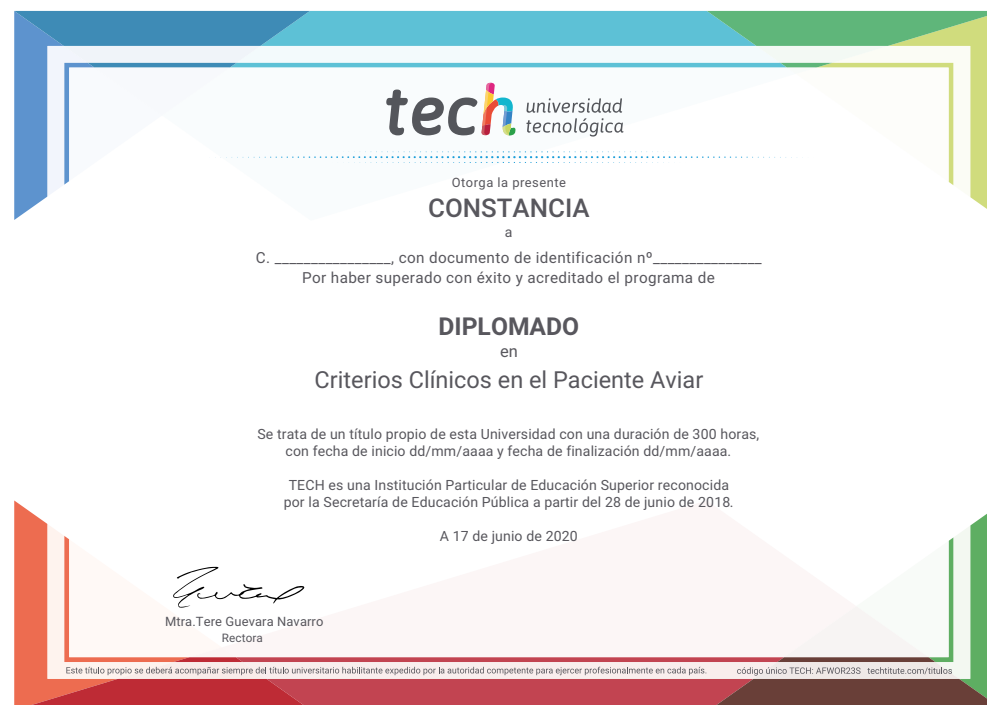 tech universidad
tecnológica
Otorga la presente
CONSTANCIA
a
C. ________________, con documento de identificación nº_______________
Por haber superado con éxito y acreditado el programa de
DIPLOMADO
en
Criterios Clínicos en el Paciente Aviar
Se trata de un título propio de esta Universidad con una duración de 300 horas,
con fecha de inicio dd/mm/aaaa y fecha de finalización dd/mm/aaaa.
TECH es una Institución Particular de Educación Superior reconocida
por la Secretaría de Educación Pública a partir del 28 de junio de 2018.
A 17 de junio de 2020
Mtra.Tere Guevara Navarro
Rectora
Este título propio se deberá acompañar siempre del título universitario habilitante expedido por la autoridad competente para ejercer profesionalmente en cada país. código único TECH: AFWOR23S techtitute.com/titulos